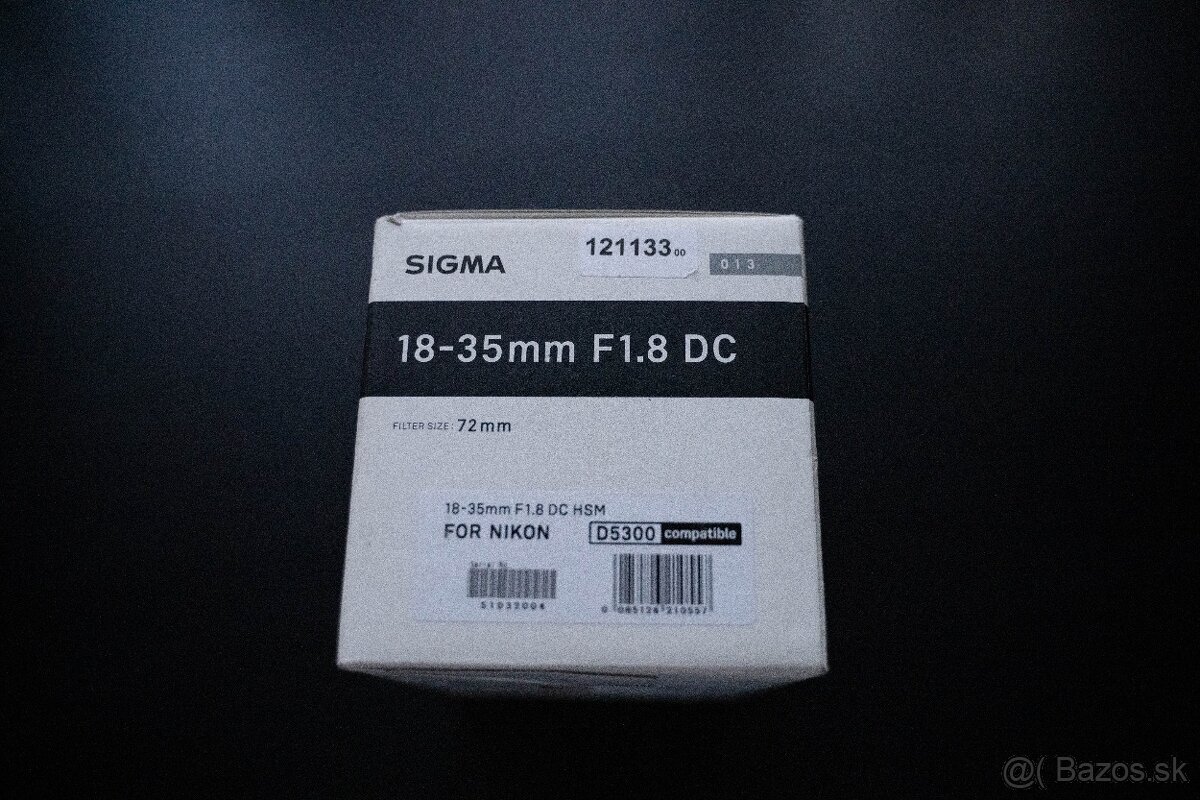 SIGMA
121133 00
013
18-35mm F1.8 DC
FILTER SIZE: 72mm
18-35mm F1.8 DC HSM
FOR NIKON D5300 compatible
51032004
0 085126 210557
@( Bazos.sk